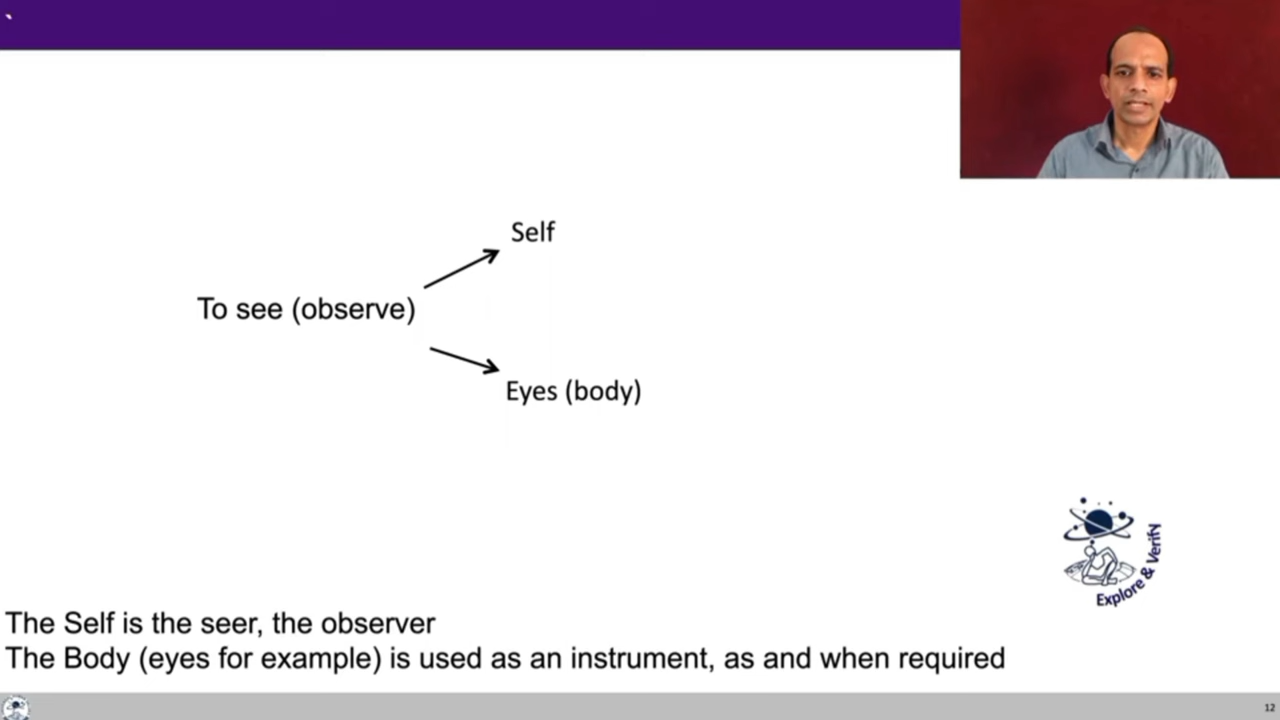 `
Self
To see (observe)
Eyes (body)
Explore & Verify
The Self is the seer, the observer
The Body (eyes for example) is used as an instrument, as and when required
12